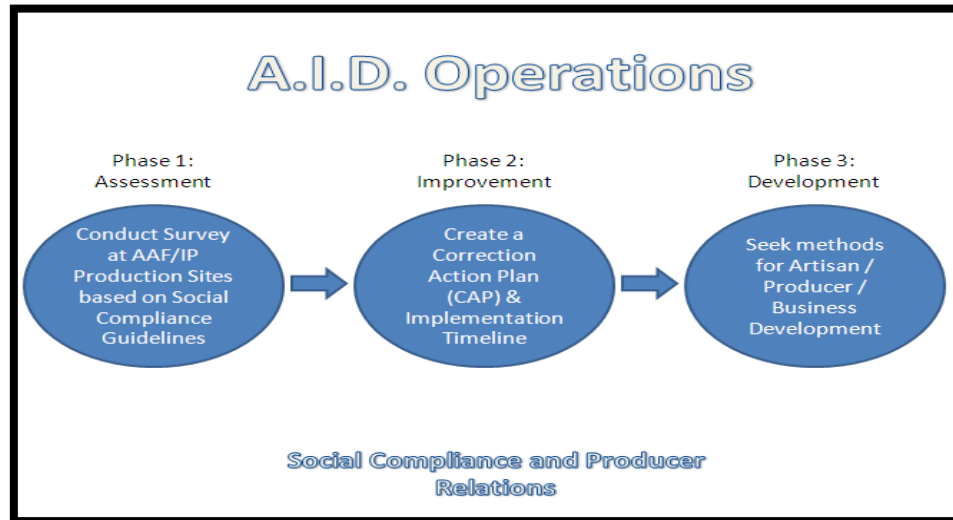 A.I.D. Operations
Phase 1:
Assessment
Conduct Survey
at AAF/IP
Production Sites
based on Social
Compliance
Guidelines
Phase 2:
Improvement
Create a
Correction
Action Plan
(CAP) &
Implementation
Timeline
Phase 3:
Development
Seek methods
for Artisan /
Producer /
Business
Development
Social Compliance and Producer
Relations